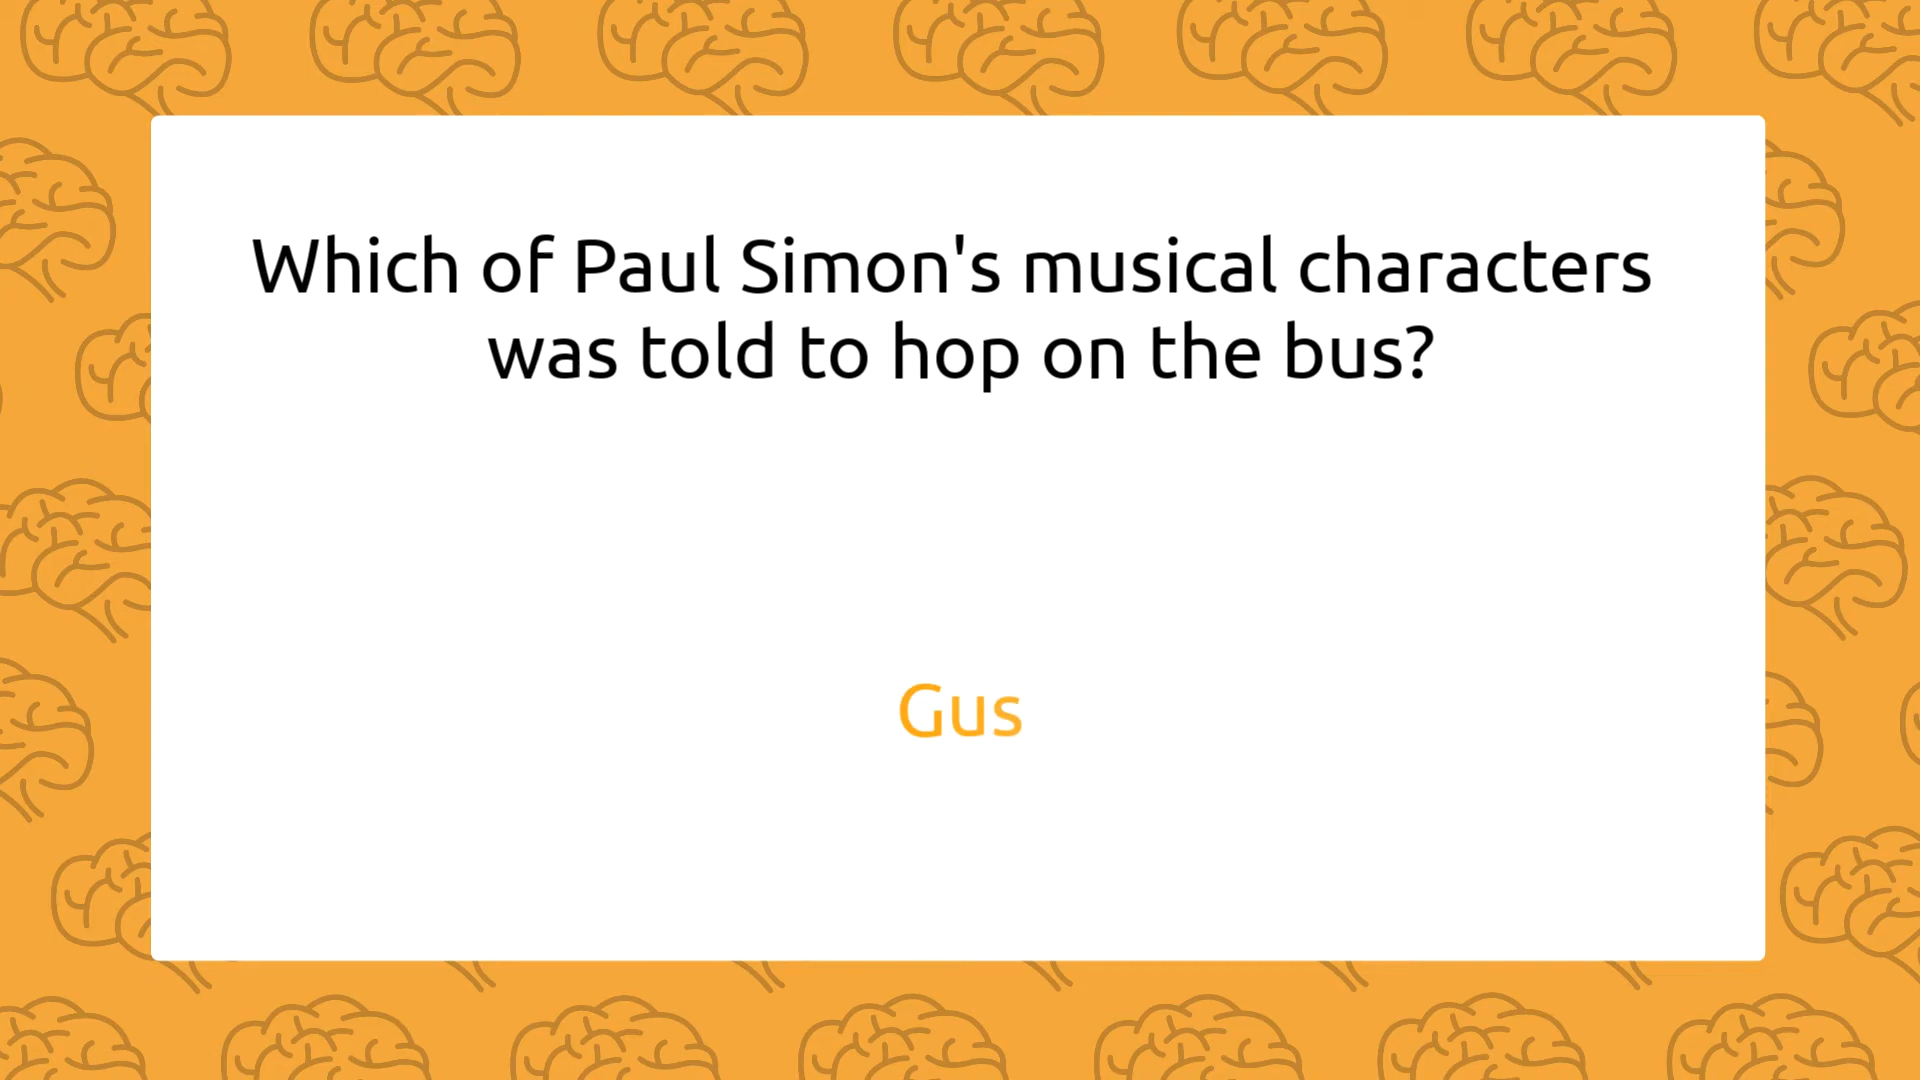 Which of Paul Simon's musical characters
was told to hop on the bus?
Gus